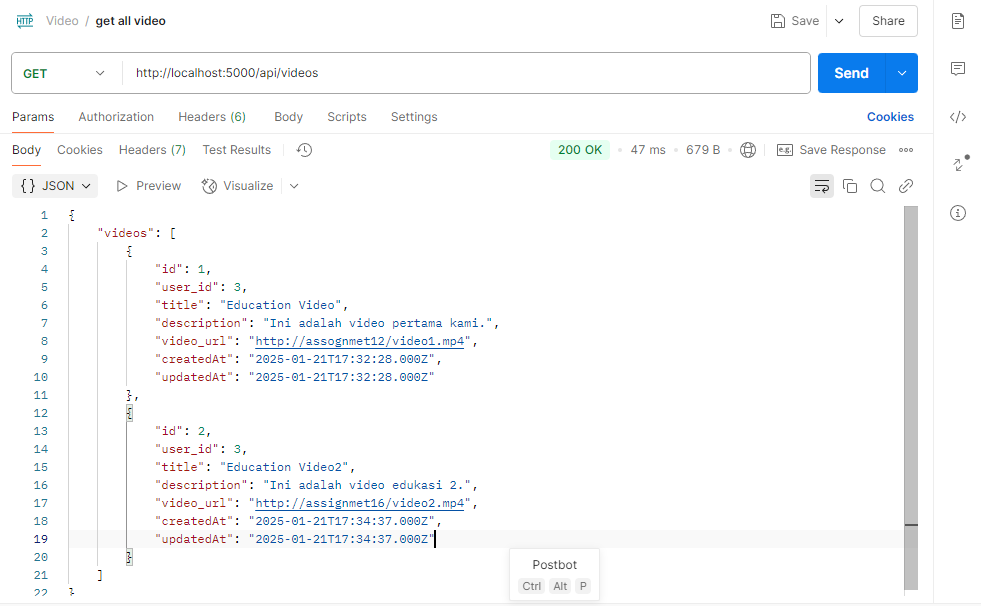 HTTP Video / get all video Save Share
GET http://localhost:5000/api/videos Send
Params Authorization Headers (6) Body Scripts Settings Cookies
Body Cookies Headers (7) Test Results 200 OK • 47 ms • 679 B • e.g. Save Response
{} JSON Preview Visualize
1 {
2 "videos": [
3 {
4 "id": 1,
5 "user_id": 3,
6 "title": "Education Video",
7 "description": "Ini adalah video pertama kami.",
8 "video_url": "http://assognmet12/video1.mp4",
9 "createdAt": "2025-01-21T17:32:28.000Z",
10 "updatedAt": "2025-01-21T17:32:28.000Z"
11 },
12 {
13 "id": 2,
14 "user_id": 3,
15 "title": "Education Video2",
16 "description": "Ini adalah video edukasi 2.",
17 "video_url": "http://assignmet16/video2.mp4",
18 "createdAt": "2025-01-21T17:34:37.000Z",
19 "updatedAt": "2025-01-21T17:34:37.000Z"
20 }
21 ]
22 }
Postbot
Ctrl Alt P